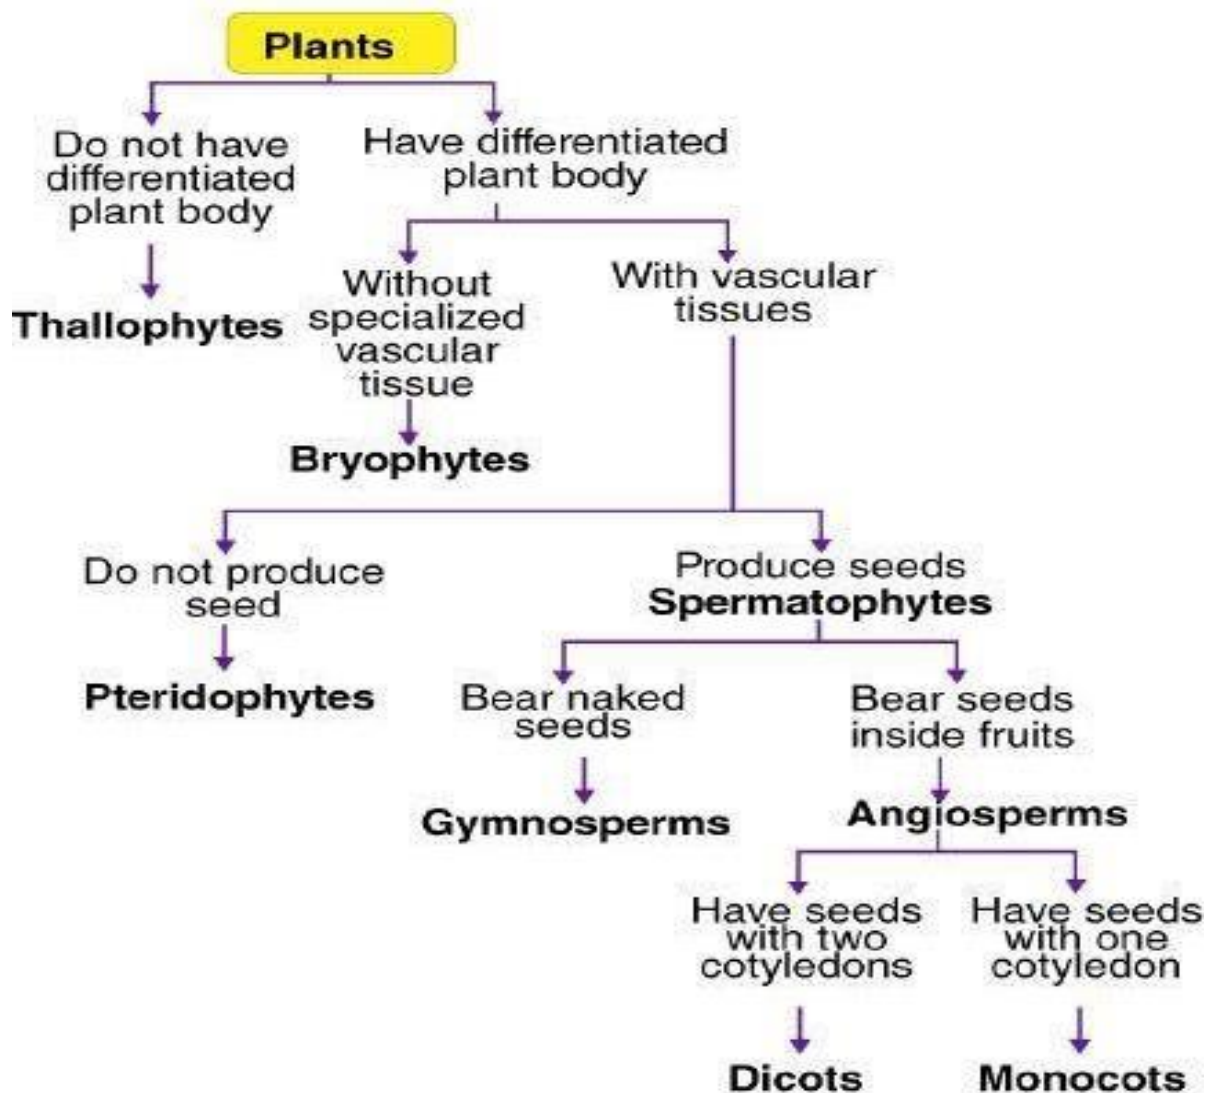 Plants
Do not have
differentiated
plant body
Have differentiated
plant body
Thallophytes
Without
specialized
vascular
tissue
With vascular
tissues
Bryophytes
Do not produce
seed
Produce seeds
Spermatophytes
Pteridophytes
Bear naked
seeds
Bear seeds
inside fruits
Gymnosperms
Angiosperms
Have seeds
with two
cotyledons
Have seeds
with one
cotyledon
Dicots
Monocots